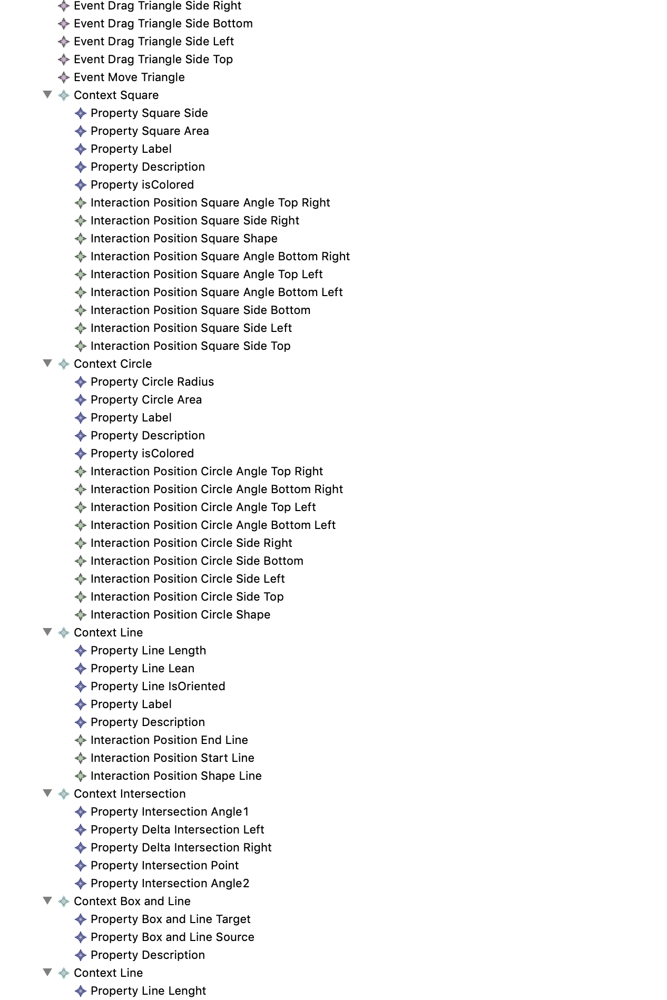 Event Drag Triangle Side Right
Event Drag Triangle Side Bottom
Event Drag Triangle Side Left
Event Drag Triangle Side Top
Event Move Triangle
Context Square
Property Square Side
Property Square Area
Property Label
Property Description
Property isColored
Interaction Position Square Angle Top Right
Interaction Position Square Side Right
Interaction Position Square Shape
Interaction Position Square Angle Bottom Right
Interaction Position Square Angle Top Left
Interaction Position Square Angle Bottom Left
Interaction Position Square Side Bottom
Interaction Position Square Side Left
Interaction Position Square Side Top
Context Circle
Property Circle Radius
Property Circle Area
Property Label
Property Description
Property isColored
Interaction Position Circle Angle Top Right
Interaction Position Circle Angle Bottom Right
Interaction Position Circle Angle Top Left
Interaction Position Circle Angle Bottom Left
Interaction Position Circle Side Right
Interaction Position Circle Side Bottom
Interaction Position Circle Side Left
Interaction Position Circle Side Top
Interaction Position Circle Shape
Context Line
Property Line Length
Property Line Lean
Property Line IsOriented
Property Label
Property Description
Interaction Position End Line
Interaction Position Start Line
Interaction Position Shape Line
Context Intersection
Property Intersection Angle1
Property Delta Intersection Left
Property Delta Intersection Right
Property Intersection Point
Property Intersection Angle2
Context Box and Line
Property Box and Line Target
Property Box and Line Source
Property Description
Context Line
Property Line Lenght